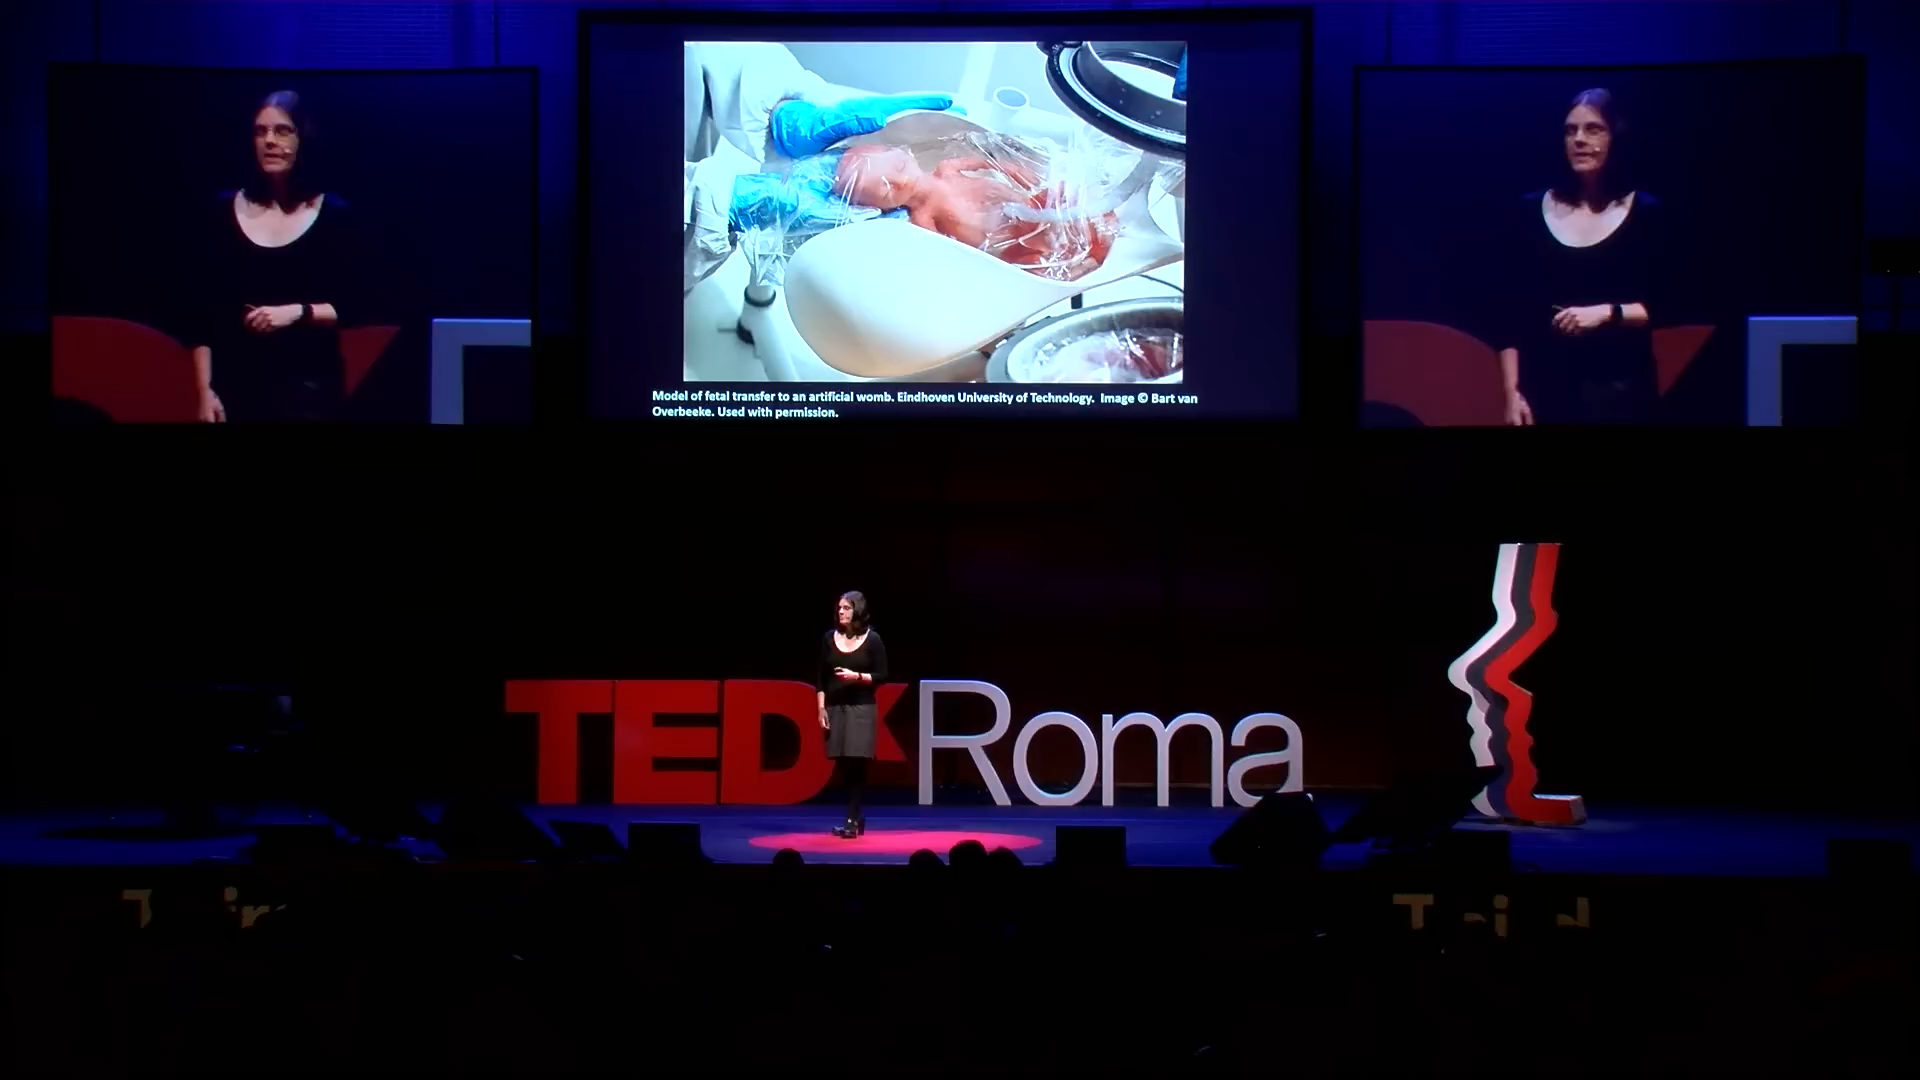 Model of fetal transfer to an artificial womb. Eindhoven University of Technology. Image © Bart van
Overbeeke. Used with permission.
TEDxRoma